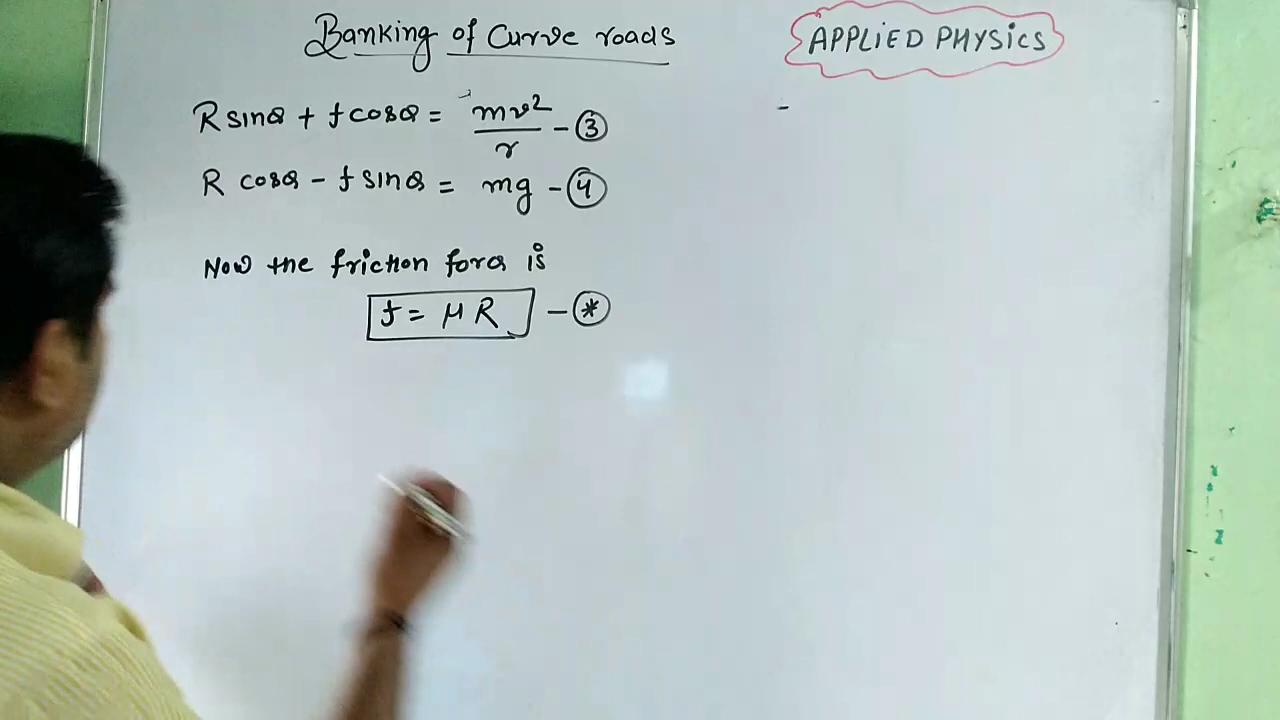 Banking of Curve roads
APPLiED PHYSics
R sinθ + f cosθ = mv²/r - ③
R cosθ - f sinθ = mg - ④
Now the friction force is
f = μR - (*)